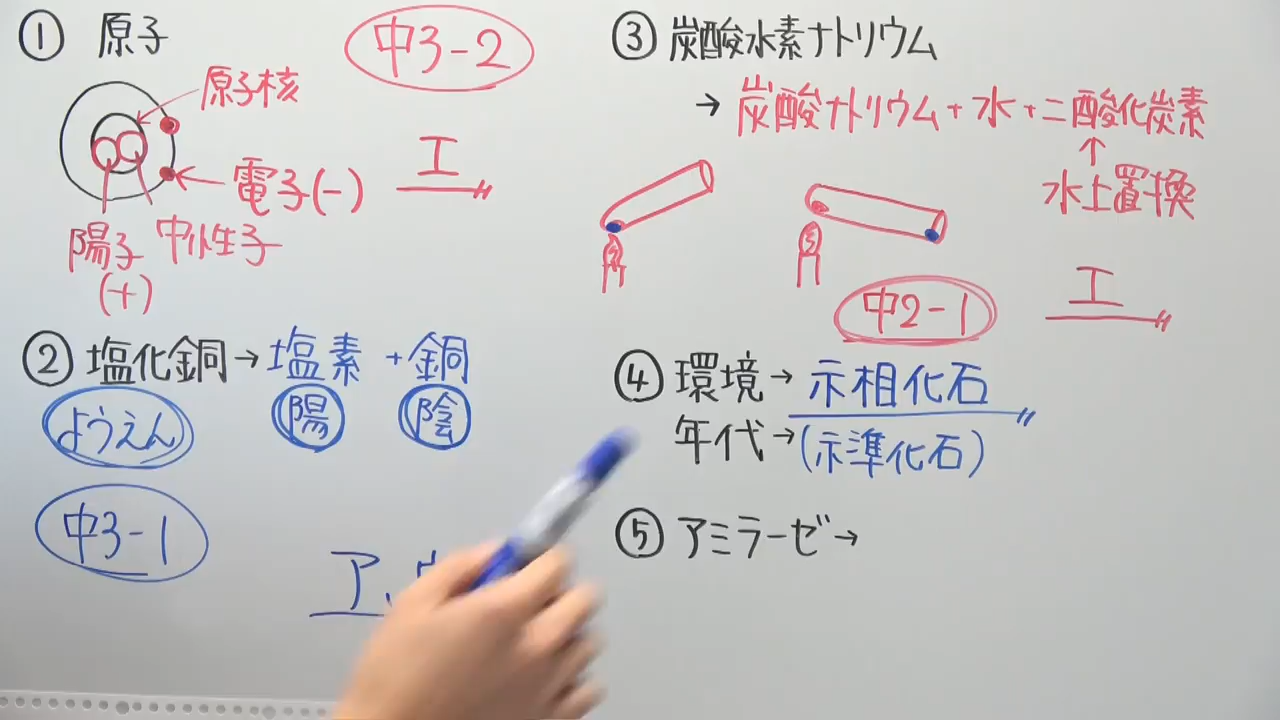 ① 原子
中3-2
原子核
電子(-)
エ
陽子 中性子
(+)
② 塩化銅→塩素 +銅
ようえん 陽 陰
中3-1
ア、
③ 炭酸水素ナトリウム
→ 炭酸ナトリウム+水+二酸化炭素
↑
水上置換
中2-1
エ
④ 環境→ 示相化石
年代→(示準化石)
⑤ アミラーゼ→